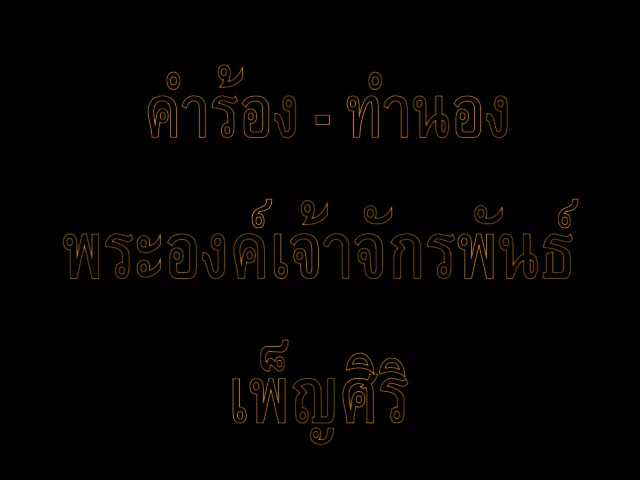 คำร้อง - ทำนอง
พระองค์เจ้าจักรพันธ์
เพ็ญศิริ